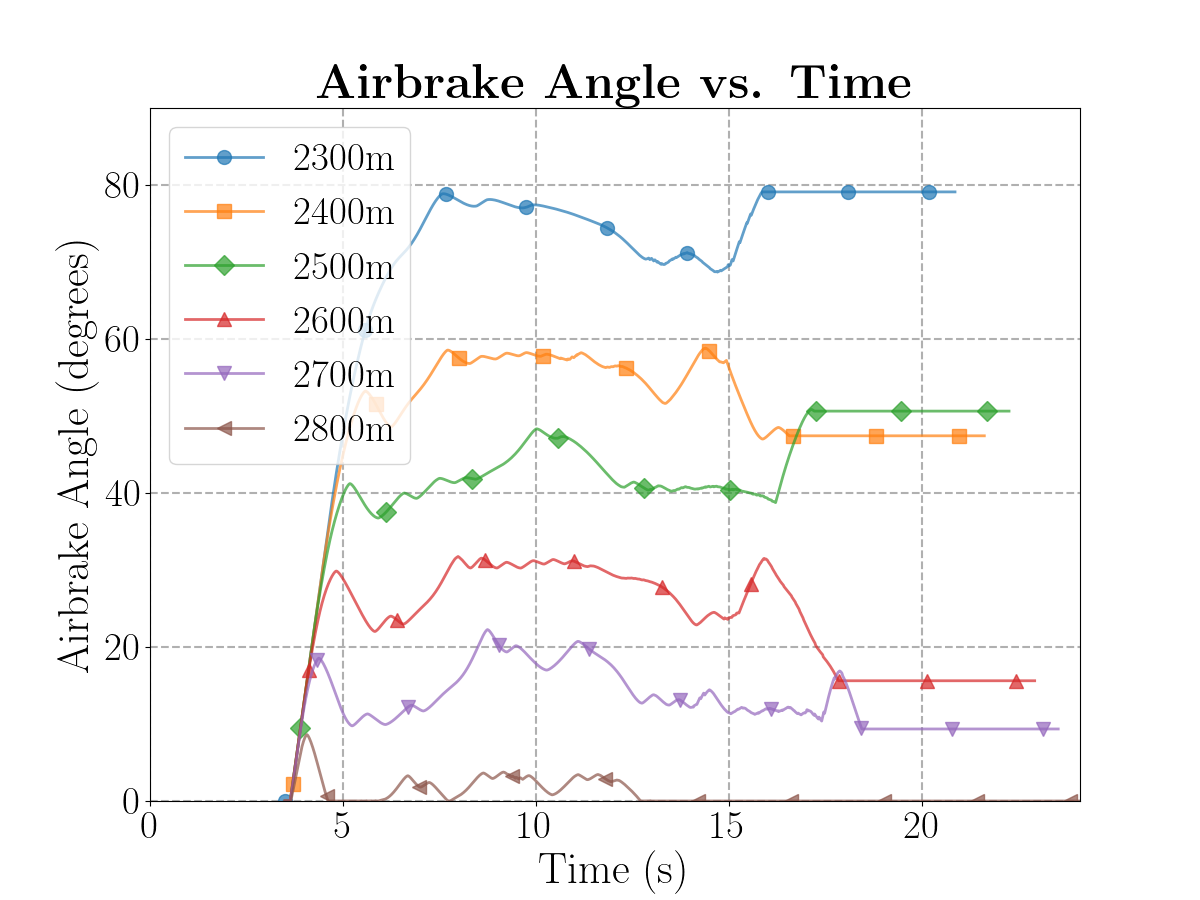 Airbrake Angle vs. Time
Airbrake Angle (degrees)
80
60
40
20
0
2300m
2400m
2500m
2600m
2700m
2800m
0 5 10 15 20
Time (s)